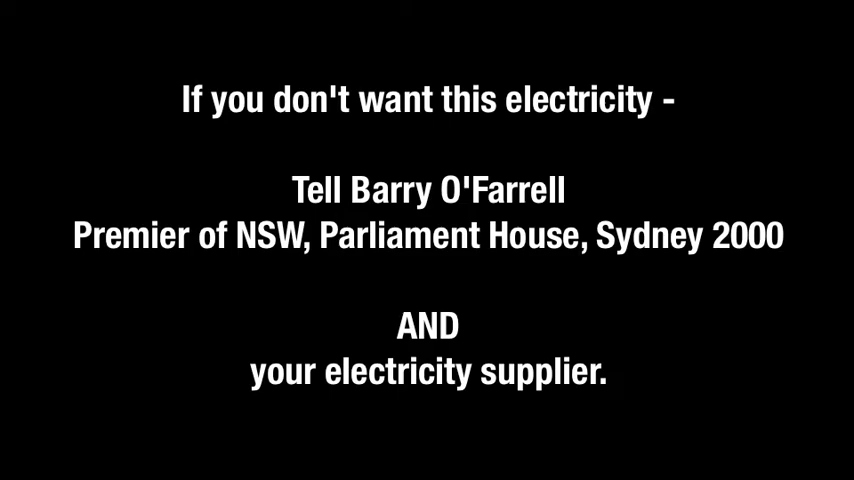 If you don't want this electricity -
Tell Barry O'Farrell
Premier of NSW, Parliament House, Sydney 2000
AND
your electricity supplier.